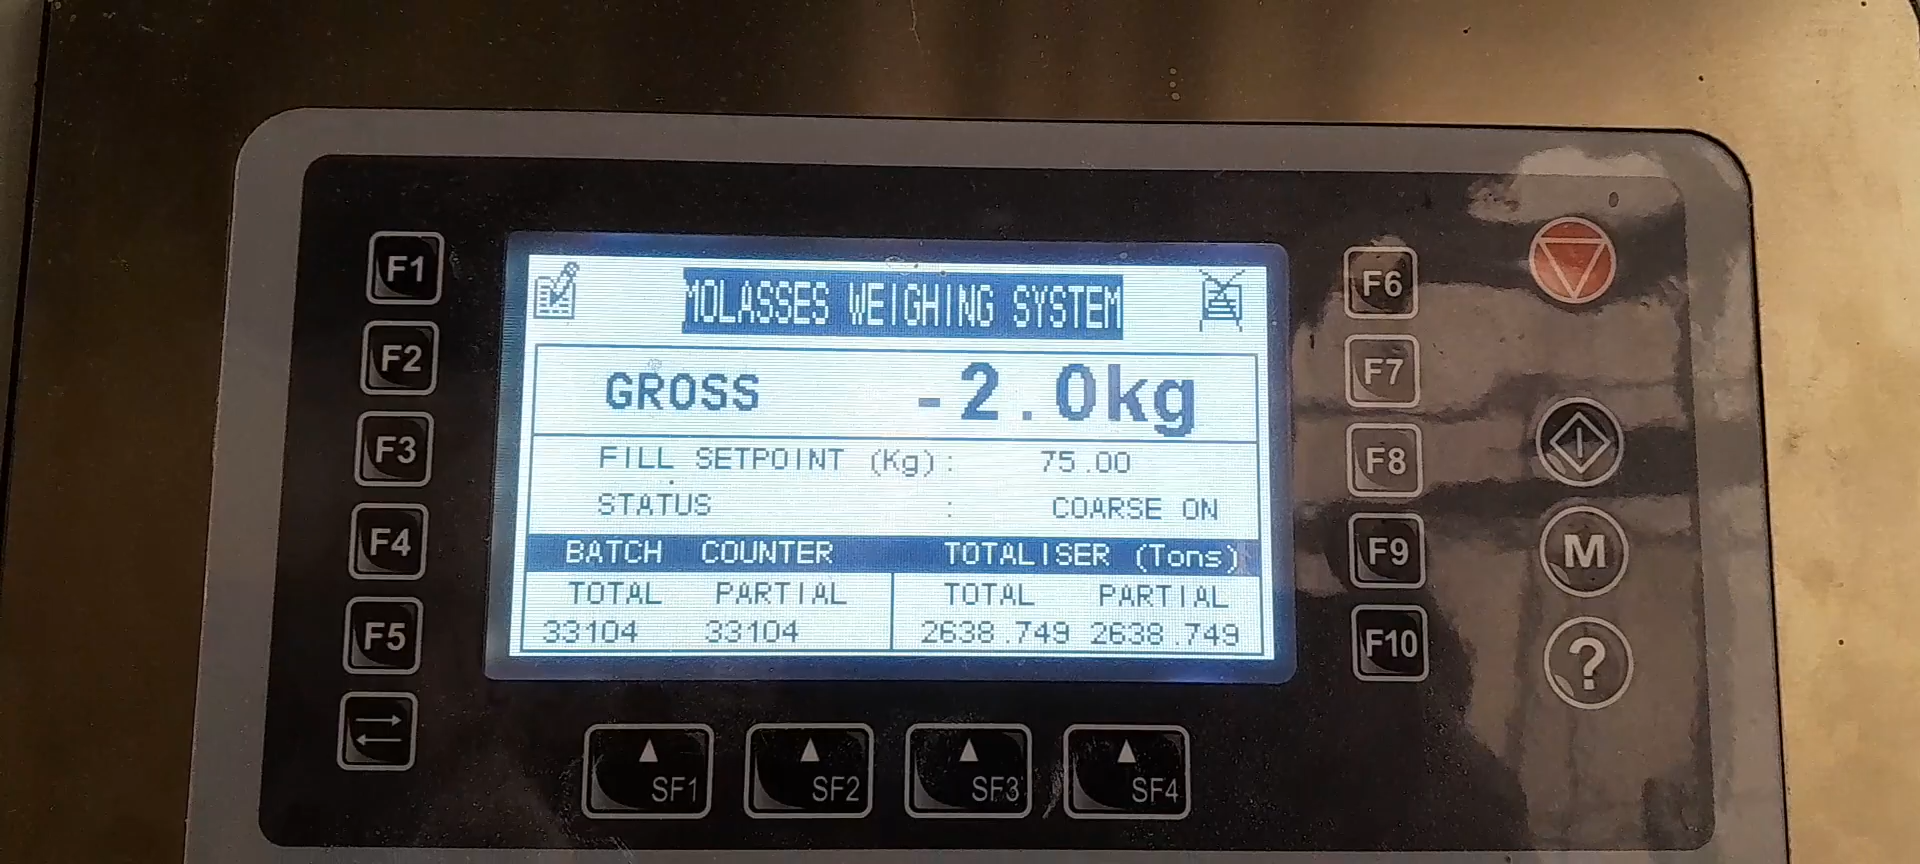 MOLASSES WEIGHING SYSTEM
GROSS -2.0kg
FILL SETPOINT (Kg): 75.00
STATUS : COARSE ON
BATCH COUNTER TOTALISER (Tons)
TOTAL PARTIAL TOTAL PARTIAL
33104 33104 2638.749 2638.749
F1
F2
F3
F4
F5
F6
F7
F8
F9
F10
I
M
?
SF1 SF2 SF3 SF4